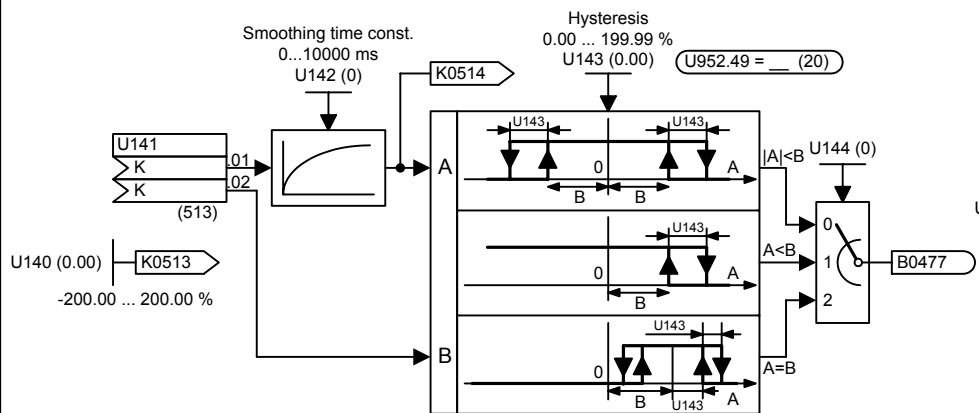 Hysteresis
Smoothing time const.
0.00 ... 199.99 %
0...10000 ms
U143 (0.00)
U952.49 = __ (20)
U142 (0)
K0514
U143
U143
U141
K
.01
K
.02
(513)
A
0
A
B
B
|A|<B
U144 (0)
U143
0
A
B
A<B
0
1
2
B0477
U
U140 (0.00)
K0513
-200.00 ... 200.00 %
U143
B
0
B
U143
A
A=B